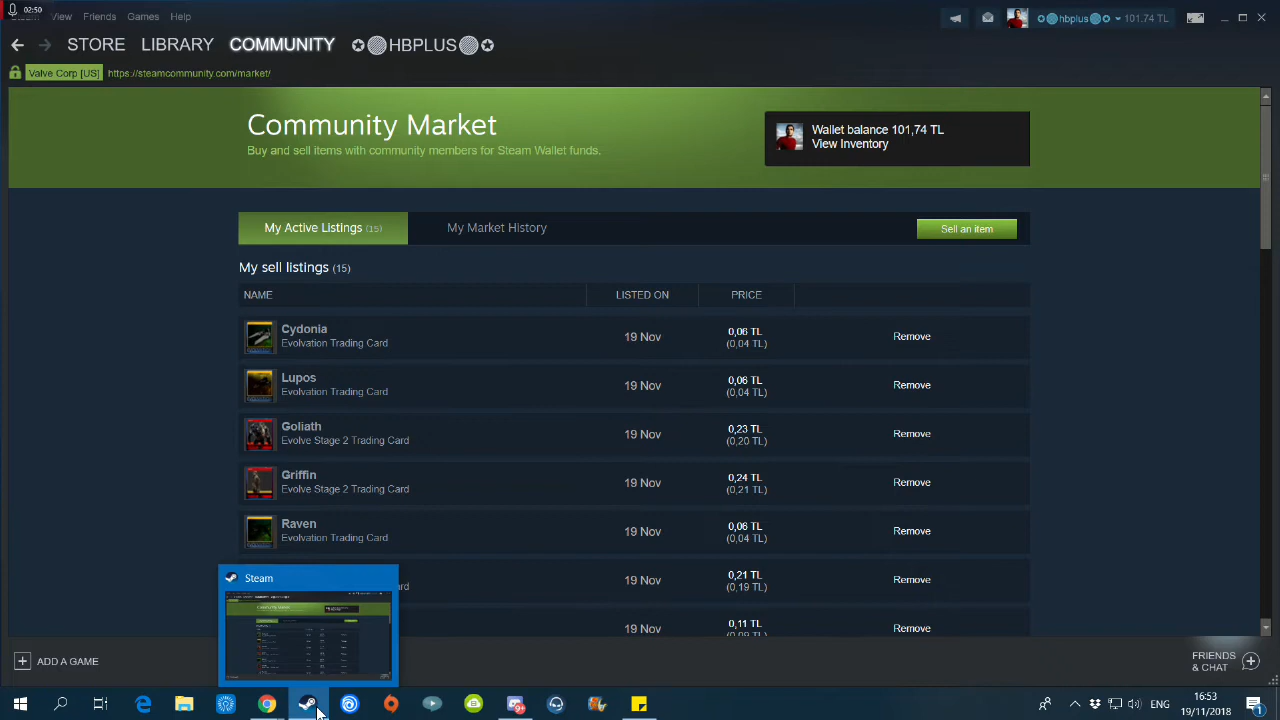 02:50
View Friends Games Help
hbplus 101.74 TL
STORE LIBRARY COMMUNITY HBPLUS
Valve Corp [US] https://steamcommunity.com/market/
Community Market
Buy and sell items with community members for Steam Wallet funds.
Wallet balance 101,74 TL
View Inventory
My Active Listings (15)
My Market History
Sell an item
My sell listings (15)
NAME LISTED ON PRICE
Cydonia
Evolvation Trading Card
19 Nov
0,06 TL
(0,04 TL)
Remove
Lupos
Evolvation Trading Card
19 Nov
0,06 TL
(0,04 TL)
Remove
Goliath
Evolve Stage 2 Trading Card
19 Nov
0,23 TL
(0,20 TL)
Remove
Griffin
Evolve Stage 2 Trading Card
19 Nov
0,24 TL
(0,21 TL)
Remove
Raven
Evolvation Trading Card
19 Nov
0,06 TL
(0,04 TL)
Remove
19 Nov
0,21 TL
(0,19 TL)
Remove
19 Nov
0,11 TL
Remove
Steam
ADD A GAME
FRIENDS
& CHAT
ENG
16:53
19/11/2018